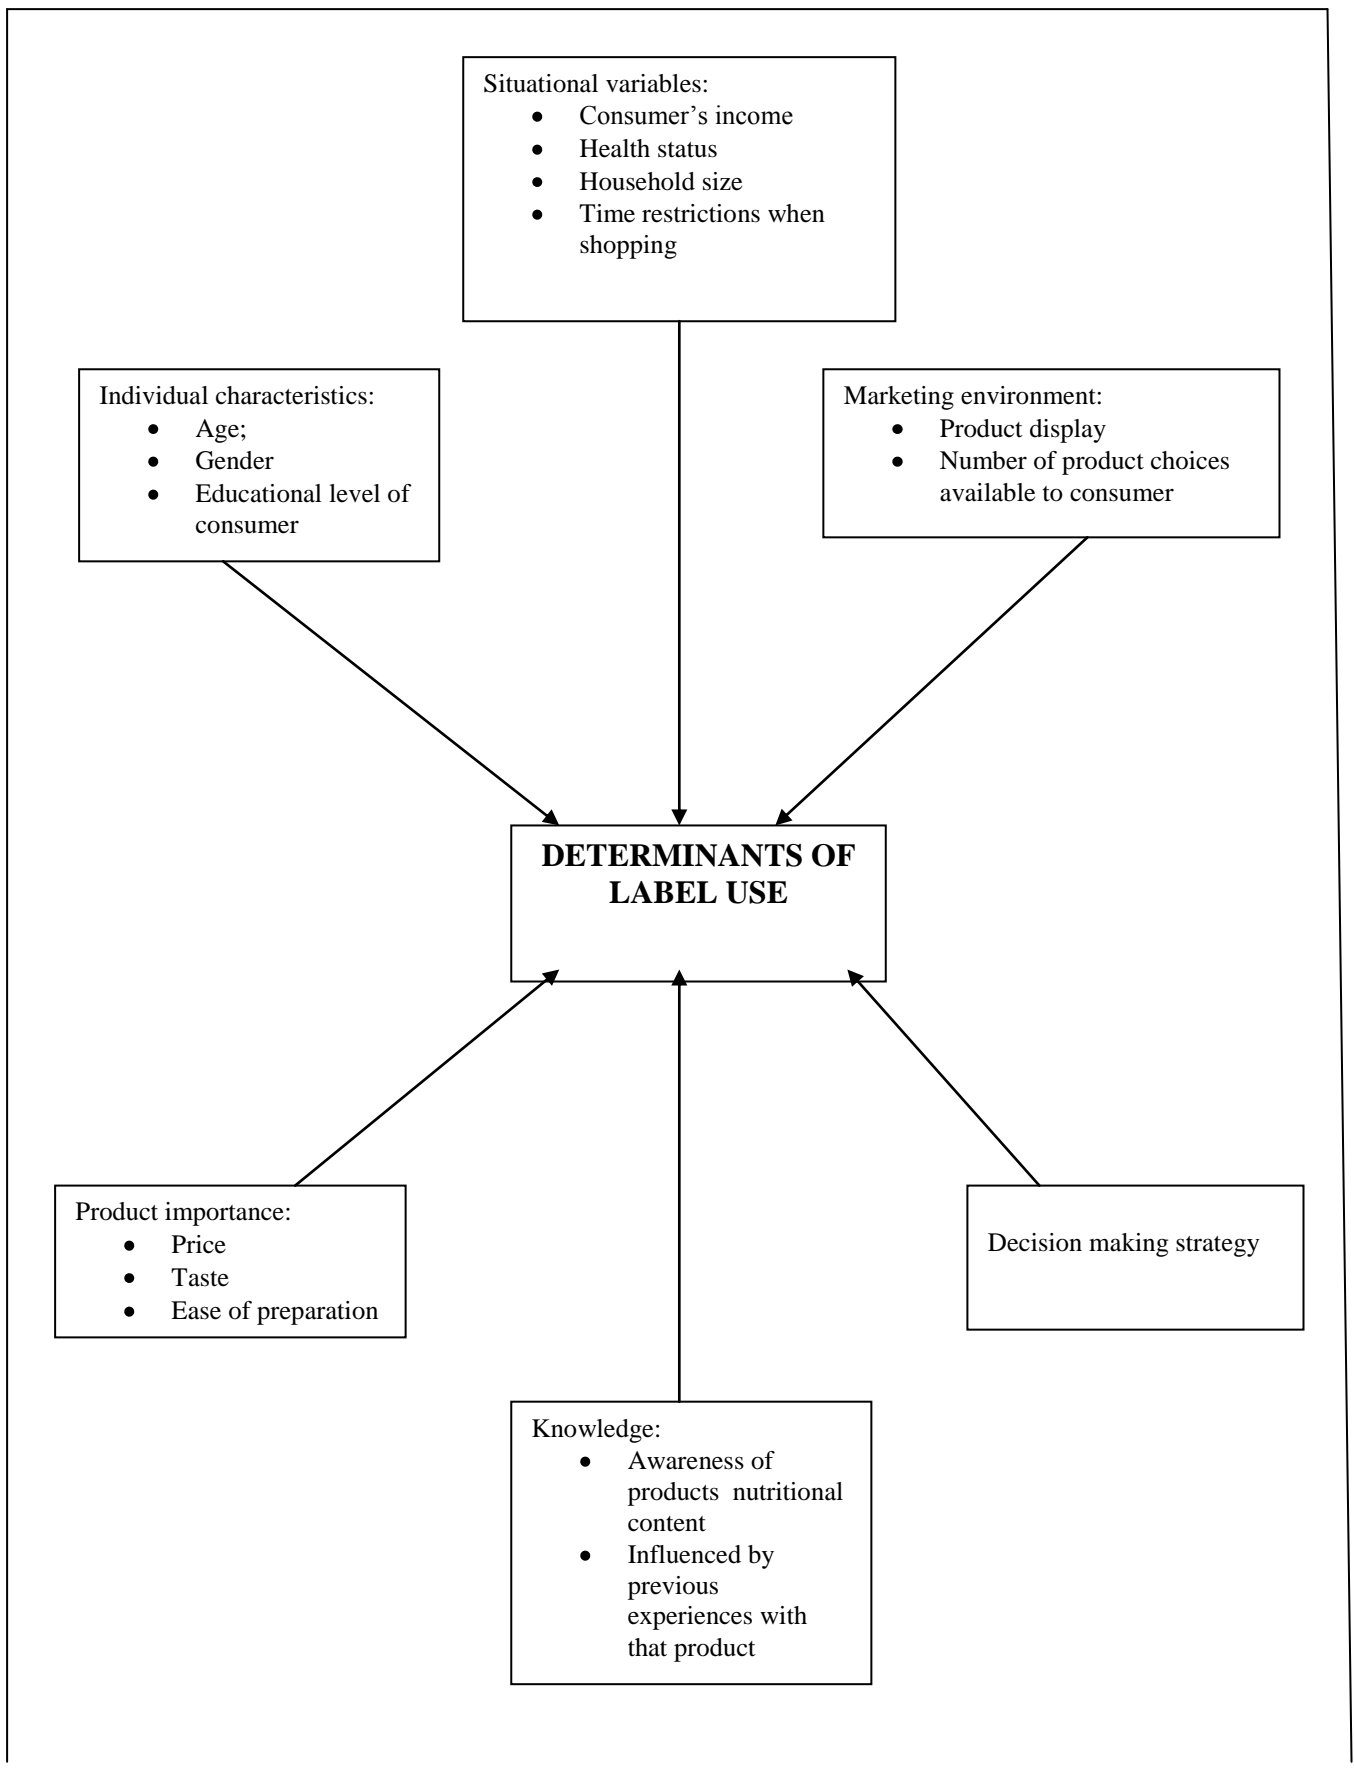 Situational variables:
• Consumer’s income
• Health status
• Household size
• Time restrictions when
shopping
Individual characteristics:
• Age;
• Gender
• Educational level of
consumer
Marketing environment:
• Product display
• Number of product choices
available to consumer
DETERMINANTS OF
LABEL USE
Product importance:
• Price
• Taste
• Ease of preparation
Decision making strategy
Knowledge:
• Awareness of
products  nutritional
content
• Influenced by
previous
experiences with
that product